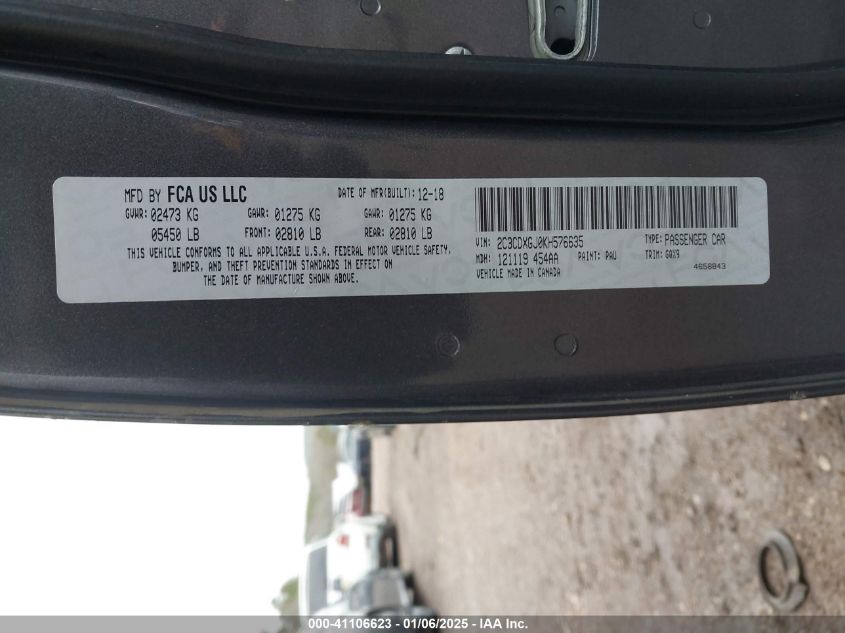 MFD BY FCA US LLC DATE OF MFR(BUILT): 12-18
GVWR: 02473 KG GAWR: 01275 KG GAWR: 01275 KG
05450 LB FRONT: 02810 LB REAR: 02810 LB
THIS VEHICLE CONFORMS TO ALL APPLICABLE U.S.A. FEDERAL MOTOR VEHICLE SAFETY,
BUMPER, AND THEFT PREVENTION STANDARDS IN EFFECT ON
THE DATE OF MANUFACTURE SHOWN ABOVE.
VIN: 2C3CDXGJ0KH576635 TYPE: PASSENGER CAR
MDH: 121119 454AA PAINT: PAU TRIM: GOX9
VEHICLE MADE IN CANADA 4658843
000-41106623 - 01/06/2025 - IAA Inc.